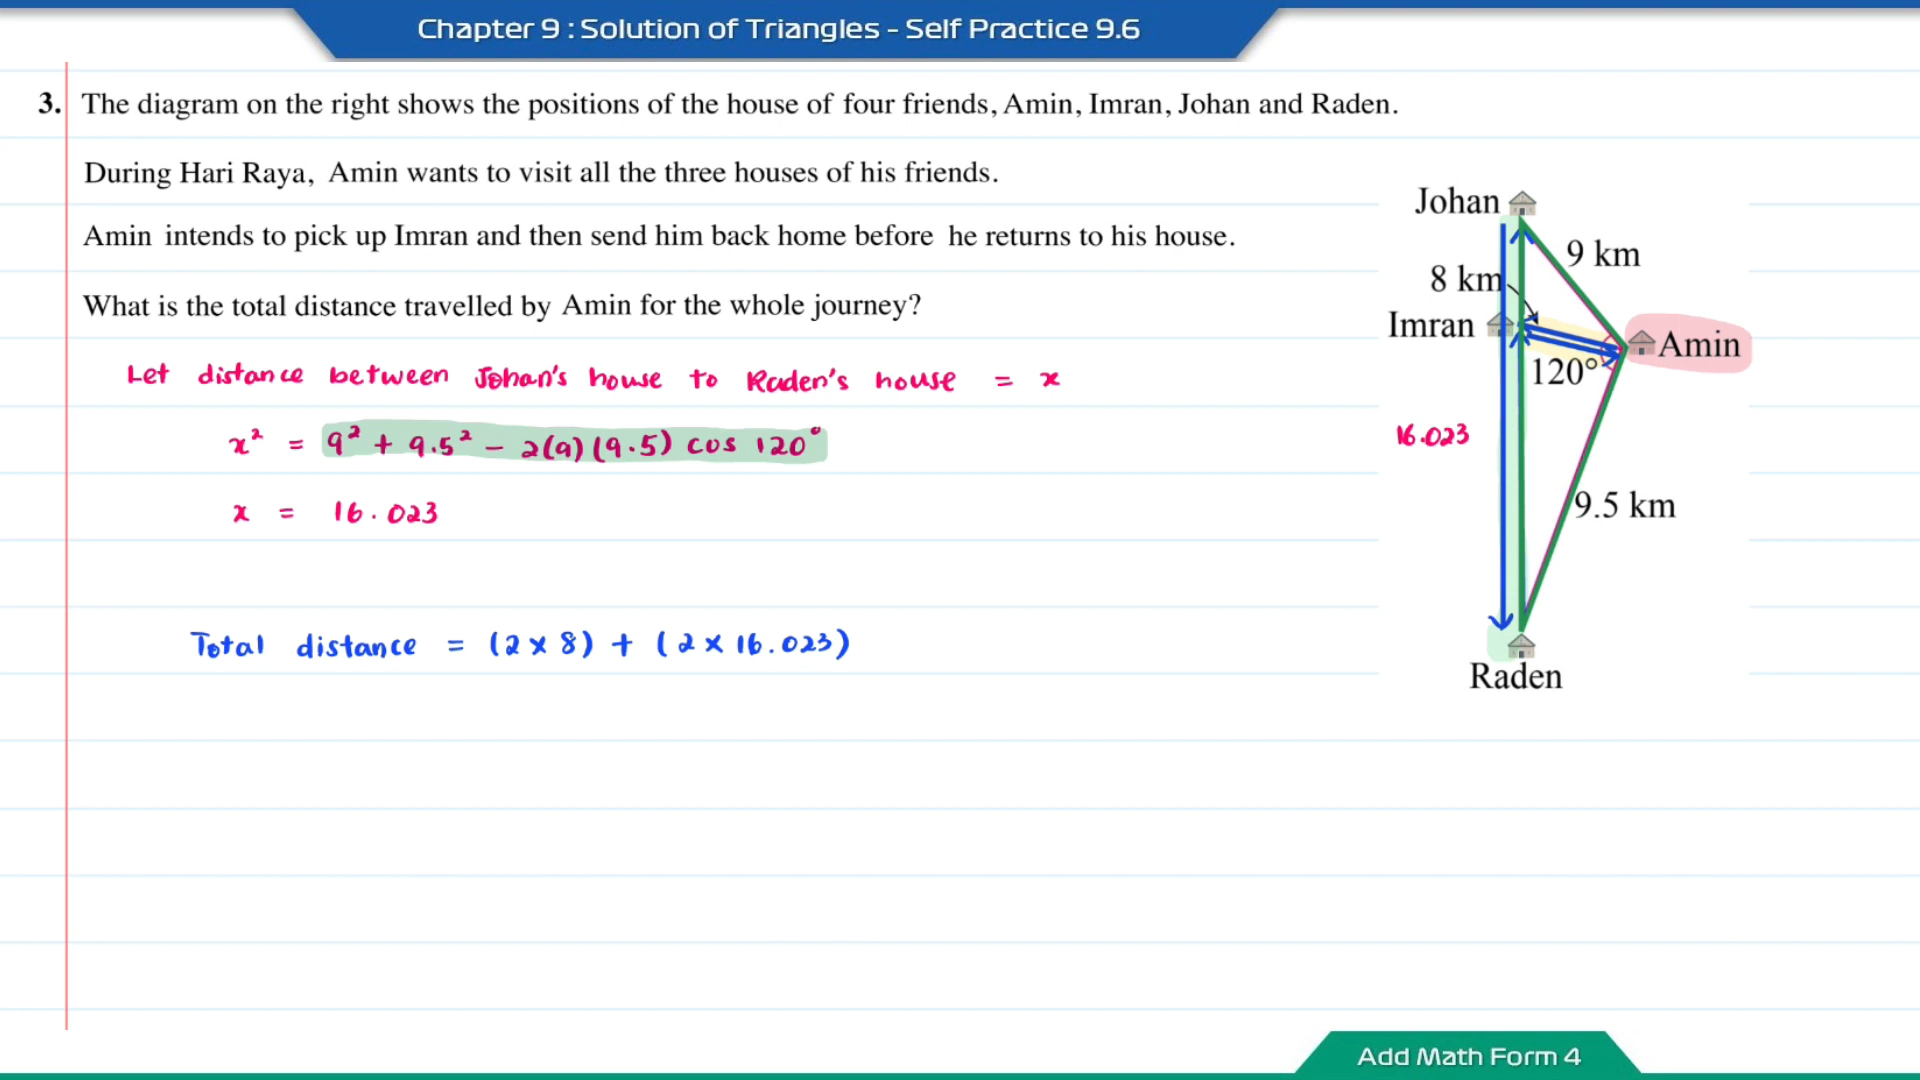 Chapter 9 : Solution of Triangles - Self Practice 9.6
3. The diagram on the right shows the positions of the house of four friends, Amin, Imran, Johan and Raden.
During Hari Raya, Amin wants to visit all the three houses of his friends.
Amin intends to pick up Imran and then send him back home before he returns to his house.
What is the total distance travelled by Amin for the whole journey?
Let distance between Johan's house to Raden's house = x
x² = 9² + 9.5² - 2(9)(9.5) cos 120°
x = 16.023
Total distance = (2 × 8) + (2 × 16.023)
Johan
9 km
8 km
Imran
Amin
120°
16.023
9.5 km
Raden
Add Math Form 4